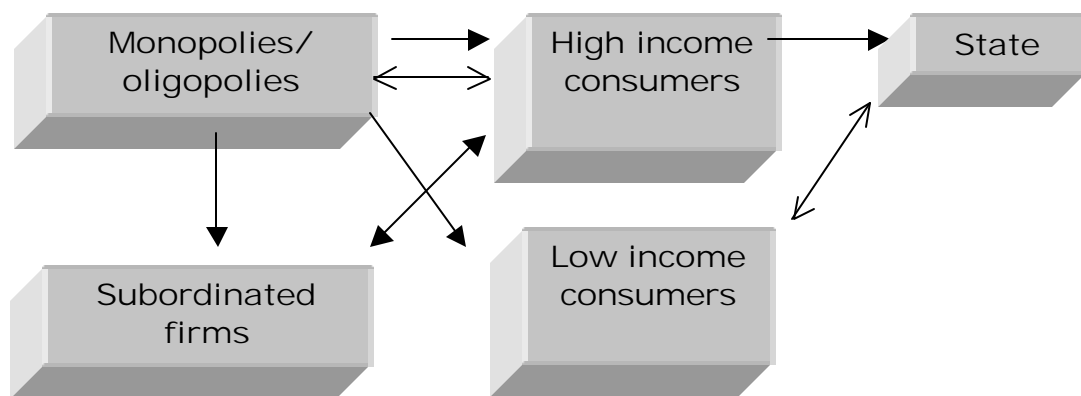 Monopolies/
oligopolies
High income
consumers
State
Subordinated
firms
Low income
consumers